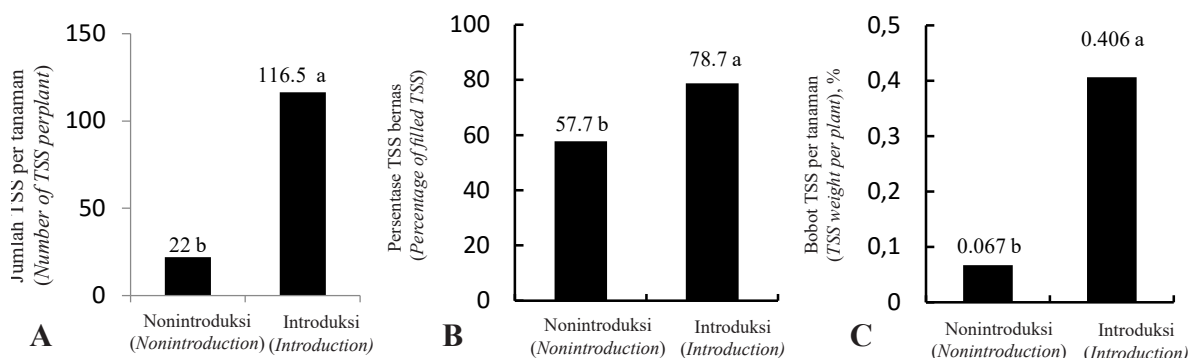 Jumlah TSS per tanaman
(Number of TSS perplant)
150
100
50
0
22 b
116.5 a
Nonintroduksi
(Nonintroduction)
Introduksi
(Introduction)
A
Persentase TSS bernas
(Percentage of filled TSS)
100
80
60
40
20
0
57.7 b
78.7 a
Nonintroduksi
(Nonintroduction)
Introduksi
(Introduction)
B
Bobot TSS per tanaman
(TSS weight per plant), %
0,5
0,4
0,3
0,2
0,1
0
0.067 b
0.406 a
Nonintroduksi
(Nonintroduction)
Introduksi
(Introduction)
C